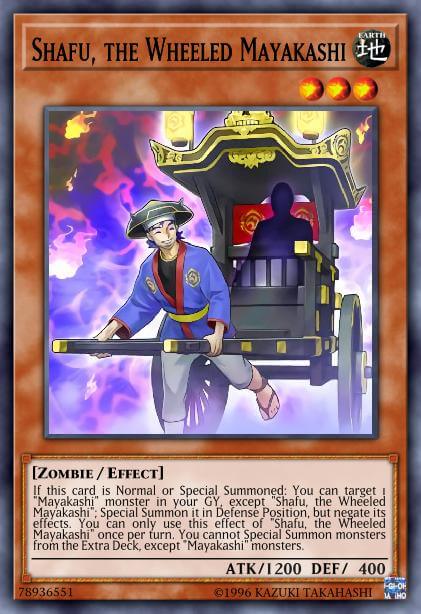 Shafu, the Wheeled Mayakashi
EARTH
地
[Zombie / Effect]
If this card is Normal or Special Summoned: You can target 1
"Mayakashi" monster in your GY, except "Shafu, the Wheeled
Mayakashi"; Special Summon it in Defense Position, but negate its
effects. You can only use this effect of "Shafu, the Wheeled
Mayakashi" once per turn. You cannot Special Summon monsters
from the Extra Deck, except "Mayakashi" monsters.
ATK/1200 DEF/ 400
78936551
©1996 KAZUKI TAKAHASHI